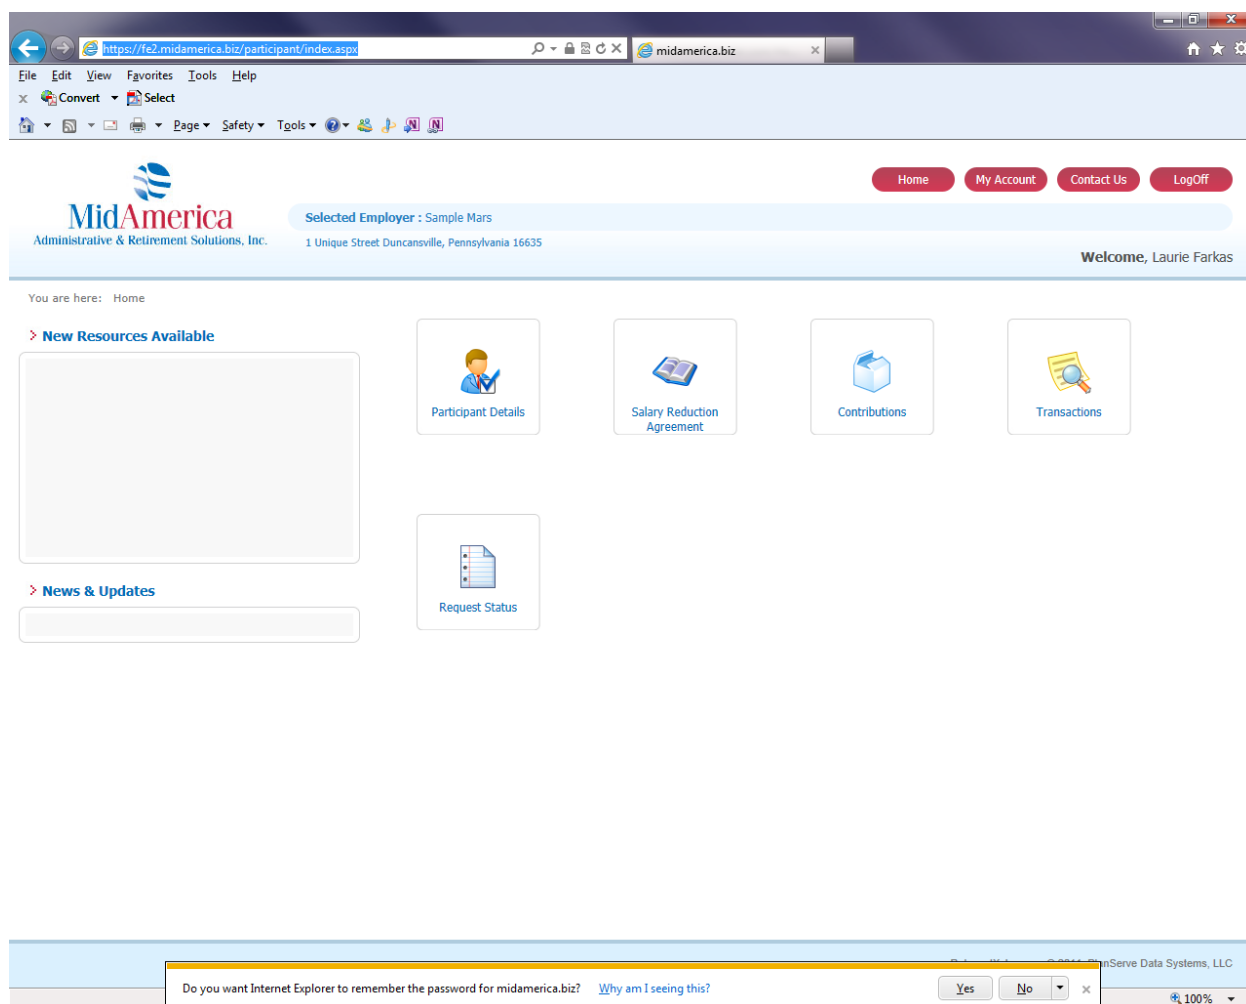 https://fe2.midamerica.biz/participant/index.aspx
midamerica.biz
File Edit View Favorites Tools Help
x Convert Select
Page Safety Tools
Home My Account Contact Us LogOff
MidAmerica
Administrative & Retirement Solutions, Inc.
Selected Employer : Sample Mars
1 Unique Street Duncansville, Pennsylvania 16635
Welcome, Laurie Farkas
You are here: Home
New Resources Available
Participant Details
Salary Reduction
Agreement
Contributions
Transactions
News & Updates
Request Status
2011 PlanServe Data Systems, LLC
Do you want Internet Explorer to remember the password for midamerica.biz? Why am I seeing this? Yes No x
100%